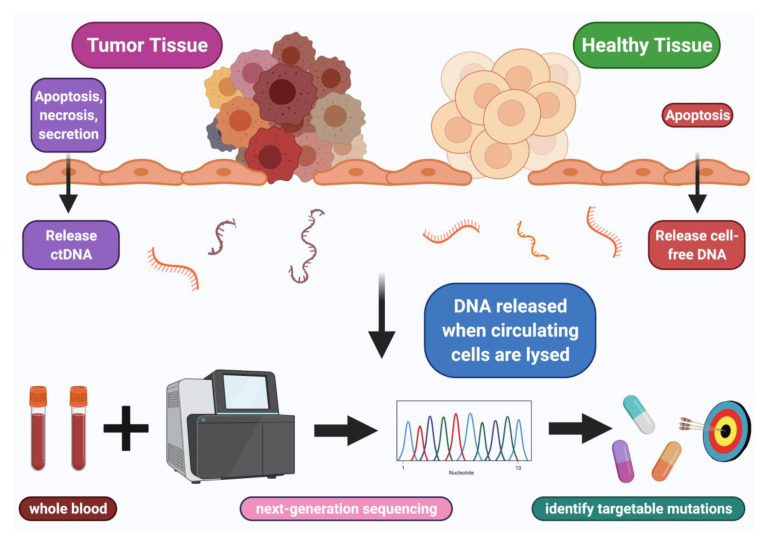 Tumor Tissue
Healthy Tissue
Apoptosis,
necrosis,
secretion
Apoptosis
Release
ctDNA
Release cell-
free DNA
DNA released
when circulating
cells are lysed
1
10
Nucleotide
whole blood
next-generation sequencing
identify targetable mutations